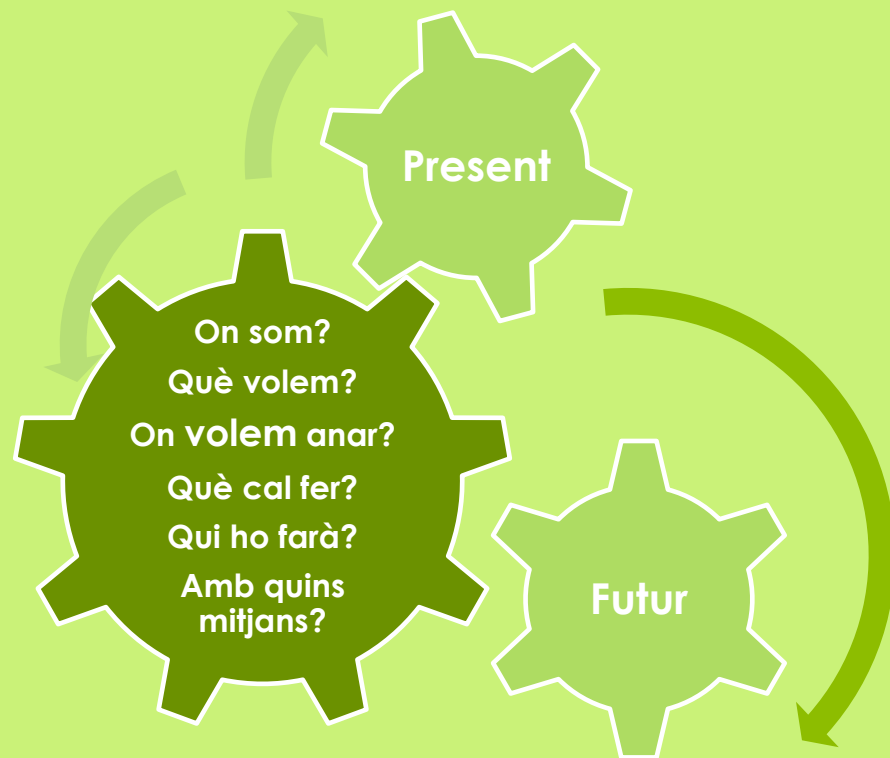 Present
On som?
Què volem?
On volem anar?
Què cal fer?
Qui ho farà?
Amb quins
mitjans?
Futur